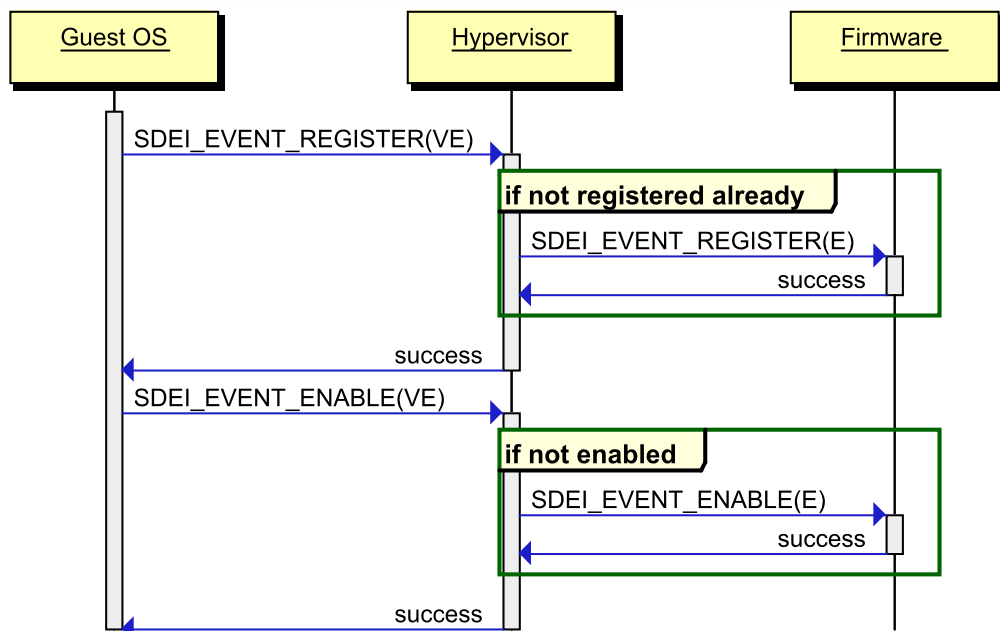 Guest OS
Hypervisor
Firmware
SDEI_EVENT_REGISTER(VE)
if not registered already
SDEI_EVENT_REGISTER(E)
success
success
SDEI_EVENT_ENABLE(VE)
if not enabled
SDEI_EVENT_ENABLE(E)
success
success